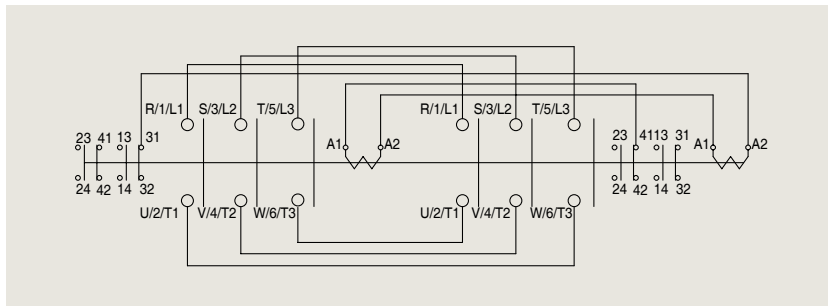 R/1/L1 S/3/L2 T/5/L3 R/1/L1 S/3/L2 T/5/L3
23 41 13 31 A1 A2 23 41 13 31 A1 A2
24 42 14 32 24 42 14 32
U/2/T1 V/4/T2 W/6/T3 U/2/T1 V/4/T2 W/6/T3